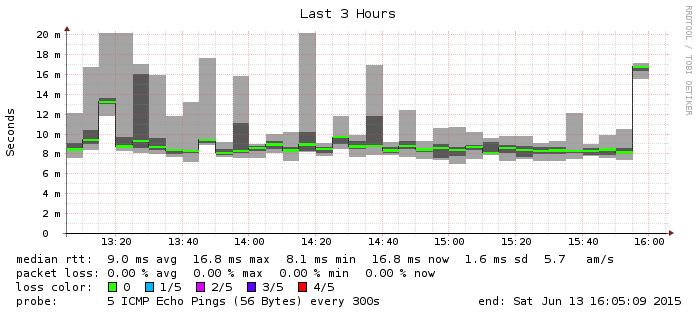 Last 3 Hours
RRDTOOL / TOBI OETIKER
Seconds
20 m
18 m
16 m
14 m
12 m
10 m
8 m
6 m
4 m
2 m
0
13:20 13:40 14:00 14:20 14:40 15:00 15:20 15:40 16:00
median rtt: 9.0 ms avg 16.8 ms max 8.1 ms min 16.8 ms now 1.6 ms sd 5.7 am/s
packet loss: 0.00 % avg 0.00 % max 0.00 % min 0.00 % now
loss color: 0 1/5 2/5 3/5 4/5
probe: 5 ICMP Echo Pings (56 Bytes) every 300s end: Sat Jun 13 16:05:09 2015